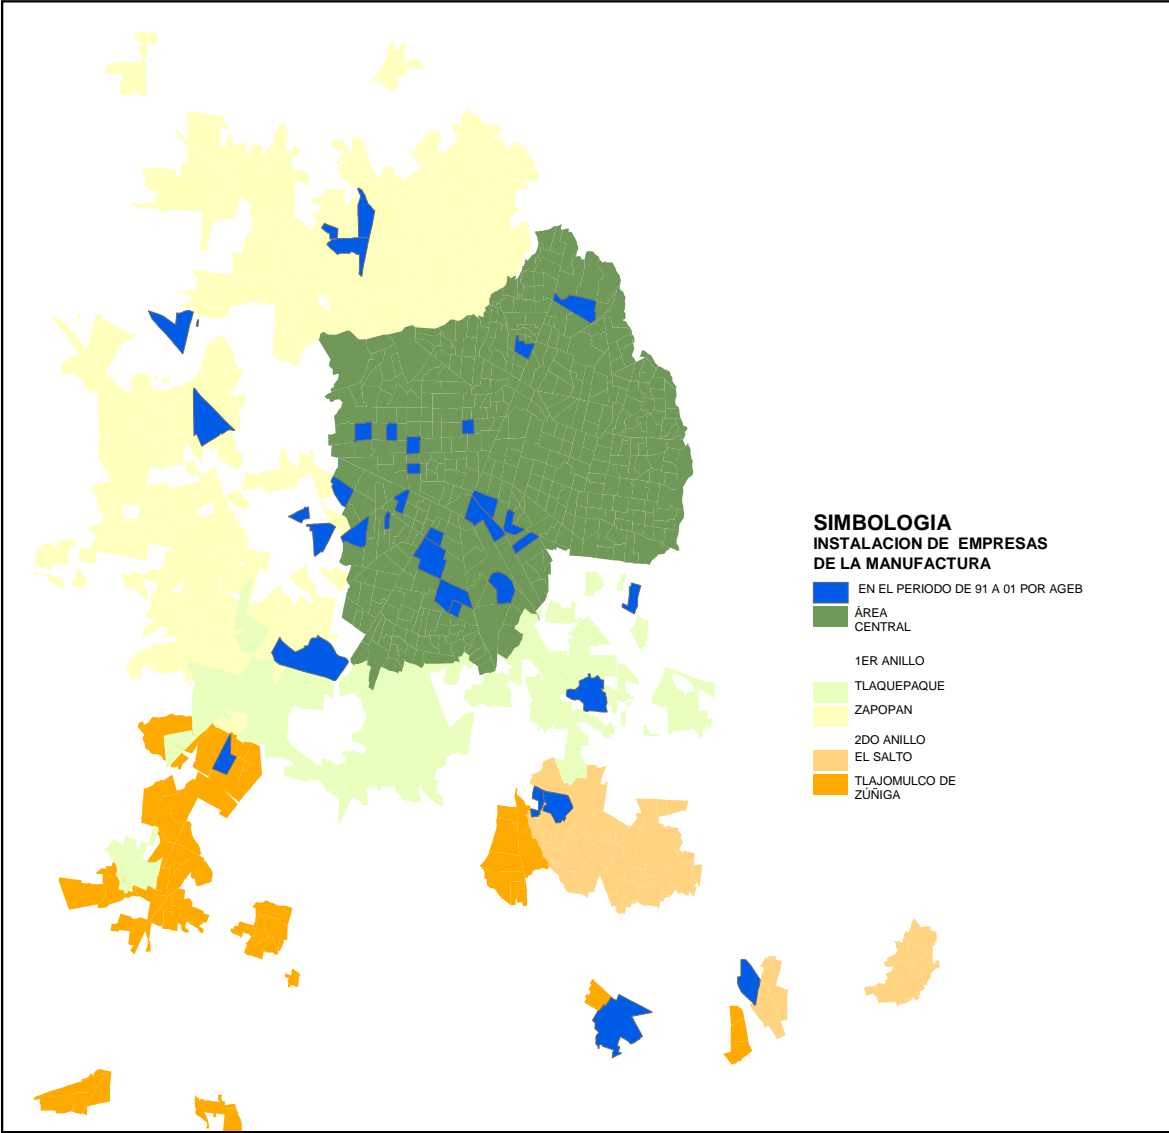 SIMBOLOGIA
INSTALACION DE EMPRESAS
DE LA MANUFACTURA
EN EL PERIODO DE 91 A 01 POR AGEB
ÁREA
CENTRAL
1ER ANILLO
TLAQUEPAQUE
ZAPOPAN
2DO ANILLO
EL SALTO
TLAJOMULCO DE
ZÚÑIGA